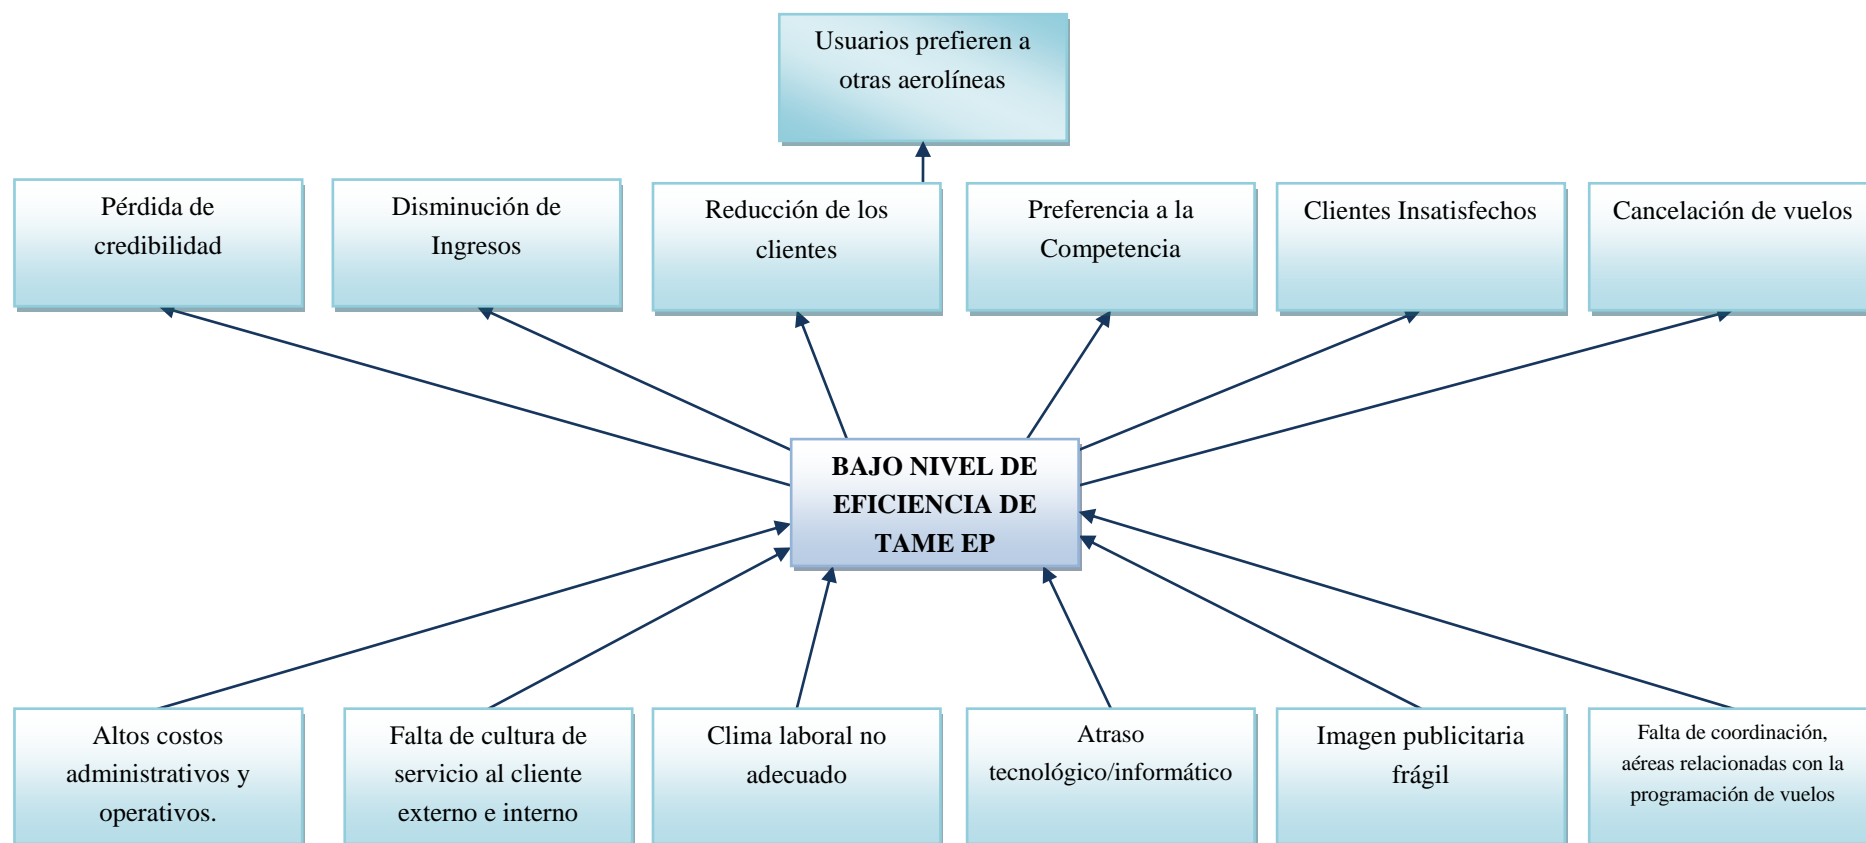 Usuarios prefieren a
otras aerolíneas
Pérdida de
credibilidad
Disminución de
Ingresos
Reducción de los
clientes
Preferencia a la
Competencia
Clientes Insatisfechos
Cancelación de vuelos
BAJO NIVEL DE
EFICIENCIA DE
TAME EP
Altos costos
administrativos y
operativos.
Falta de cultura de
servicio al cliente
externo e interno
Clima laboral no
adecuado
Atraso
tecnológico/informático
Imagen publicitaria
frágil
Falta de coordinación,
aéreas relacionadas con la
programación de vuelos